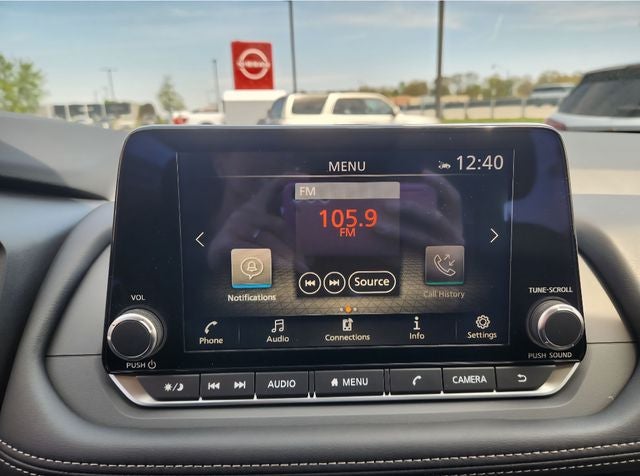 NISSAN
MENU
12:40
FM
105.9
FM
Source
Notifications
Call History
Phone
Audio
Connections
Info
Settings
VOL
PUSH
TUNE·SCROLL
PUSH SOUND
AUDIO
MENU
CAMERA